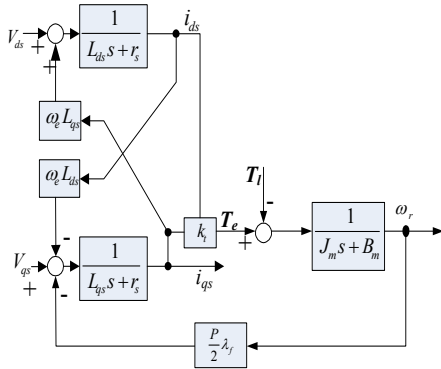 V_ds + + 1 / (L_ds s + r_s) i_ds
ω_e L_qs
ω_e L_ds
T_l
k_t T_e + - 1 / (J_m s + B_m) ω_r
V_qs + - - 1 / (L_qs s + r_s) i_qs
P/2 λ_f